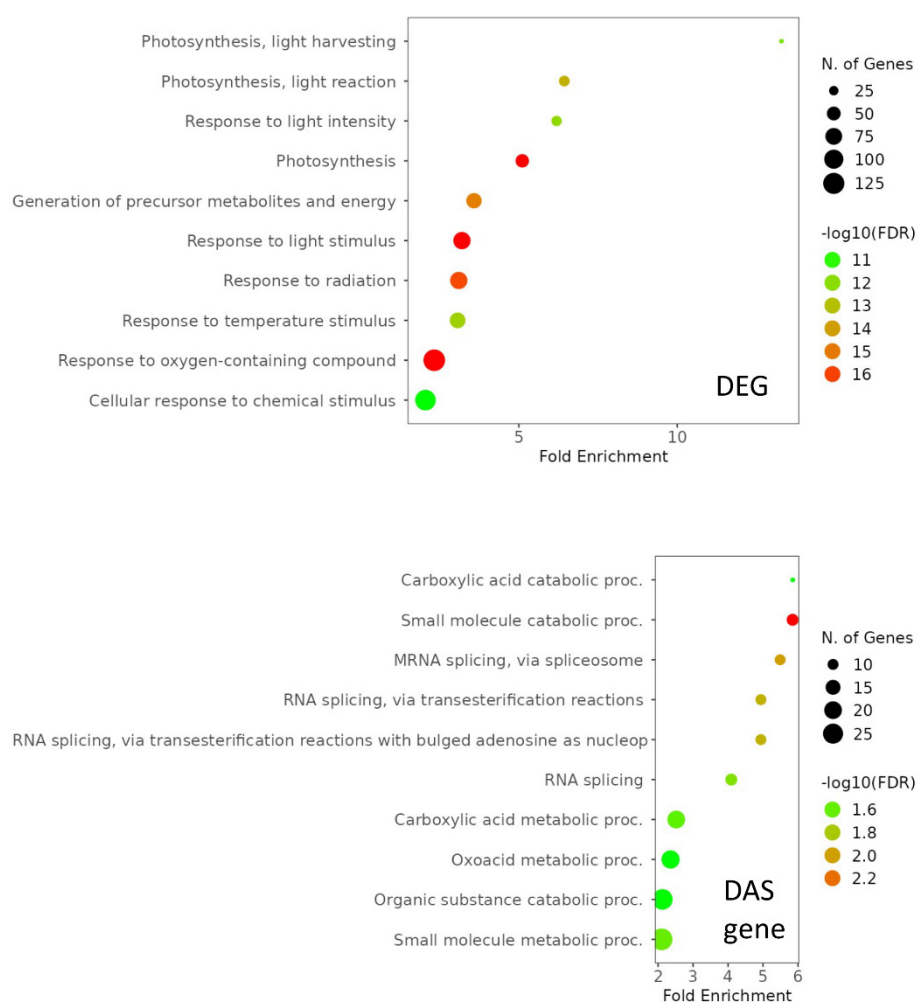 Photosynthesis, light harvesting
Photosynthesis, light reaction
Response to light intensity
Photosynthesis
Generation of precursor metabolites and energy
Response to light stimulus
Response to radiation
Response to temperature stimulus
Response to oxygen-containing compound
Cellular response to chemical stimulus
DEG
5 10
Fold Enrichment
N. of Genes
25
50
75
100
125
-log10(FDR)
11
12
13
14
15
16
Carboxylic acid catabolic proc.
Small molecule catabolic proc.
MRNA splicing, via spliceosome
RNA splicing, via transesterification reactions
RNA splicing, via transesterification reactions with bulged adenosine as nucleop
RNA splicing
Carboxylic acid metabolic proc.
Oxoacid metabolic proc.
Organic substance catabolic proc.
Small molecule metabolic proc.
DAS
gene
2 3 4 5 6
Fold Enrichment
N. of Genes
10
15
20
25
-log10(FDR)
1.6
1.8
2.0
2.2